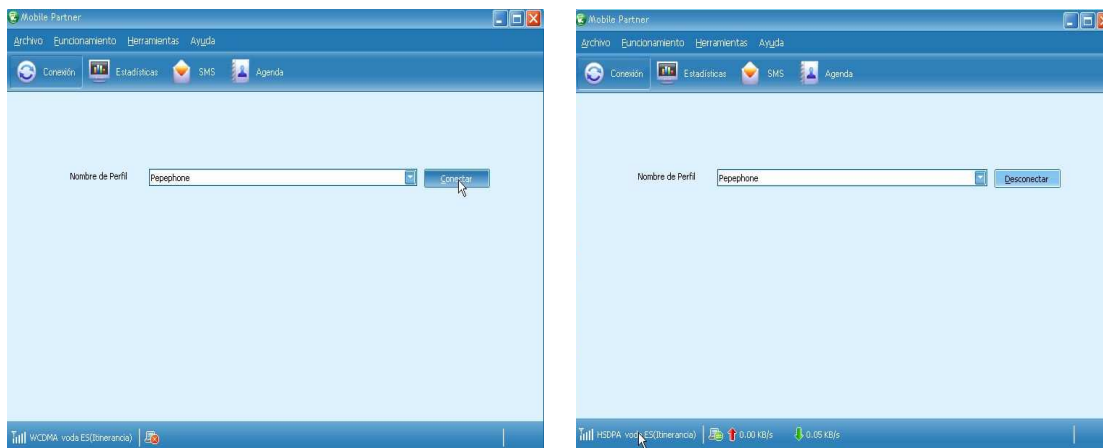 Mobile Partner
Archivo Funcionamiento Herramientas Ayuda
Conexión Estadísticas SMS Agenda
Nombre de Perfil Pepephone Conectar
WCDMA voda ES(Itinerancia)
Mobile Partner
Archivo Funcionamiento Herramientas Ayuda
Conexión Estadísticas SMS Agenda
Nombre de Perfil Pepephone Desconectar
HSDPA voda ES(Itinerancia) 0.00 KB/s 0.05 KB/s